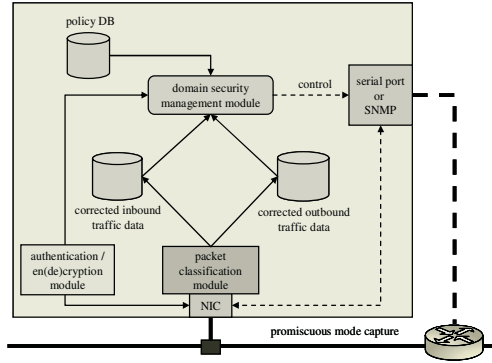 policy DB
domain security
management module
control
serial port
or
SNMP
corrected inbound
traffic data
corrected outbound
traffic data
authentication /
en(de)cryption
module
packet
classification
module
NIC
promiscuous mode capture